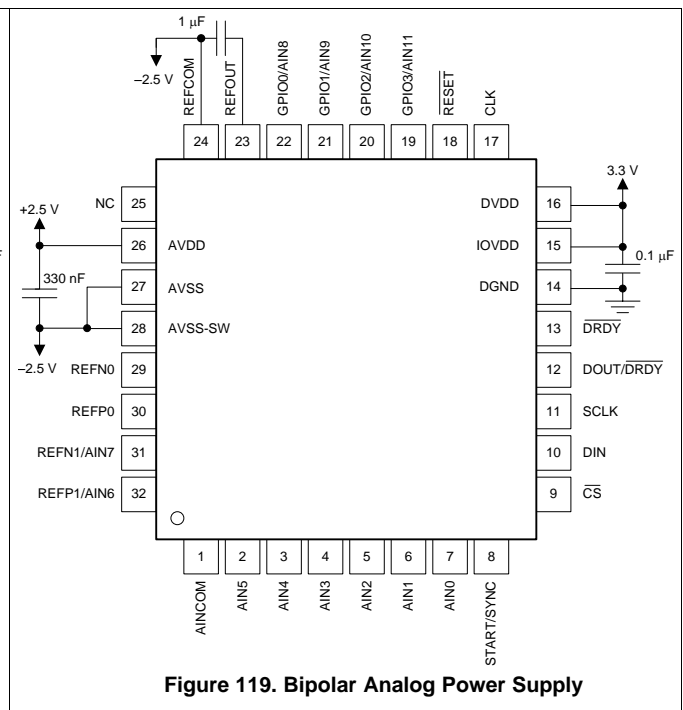 1 μF
–2.5 V
REFCOM
REFOUT
GPIO0/AIN8
GPIO1/AIN9
GPIO2/AIN10
GPIO3/AIN11
RESET
CLK
24
23
22
21
20
19
18
17
NC
25
DVDD
16
3.3 V
+2.5 V
26
AVDD
IOVDD
15
0.1 μF
F
330 nF
27
AVSS
DGND
14
28
AVSS-SW
DRDY
13
–2.5 V
REFN0
29
DOUT/DRDY
12
REFP0
30
SCLK
11
REFN1/AIN7
31
DIN
10
REFP1/AIN6
32
CS
9
1
2
3
4
5
6
7
8
AINCOM
AIN5
AIN4
AIN3
AIN2
AIN1
AIN0
START/SYNC
Figure 119. Bipolar Analog Power Supply